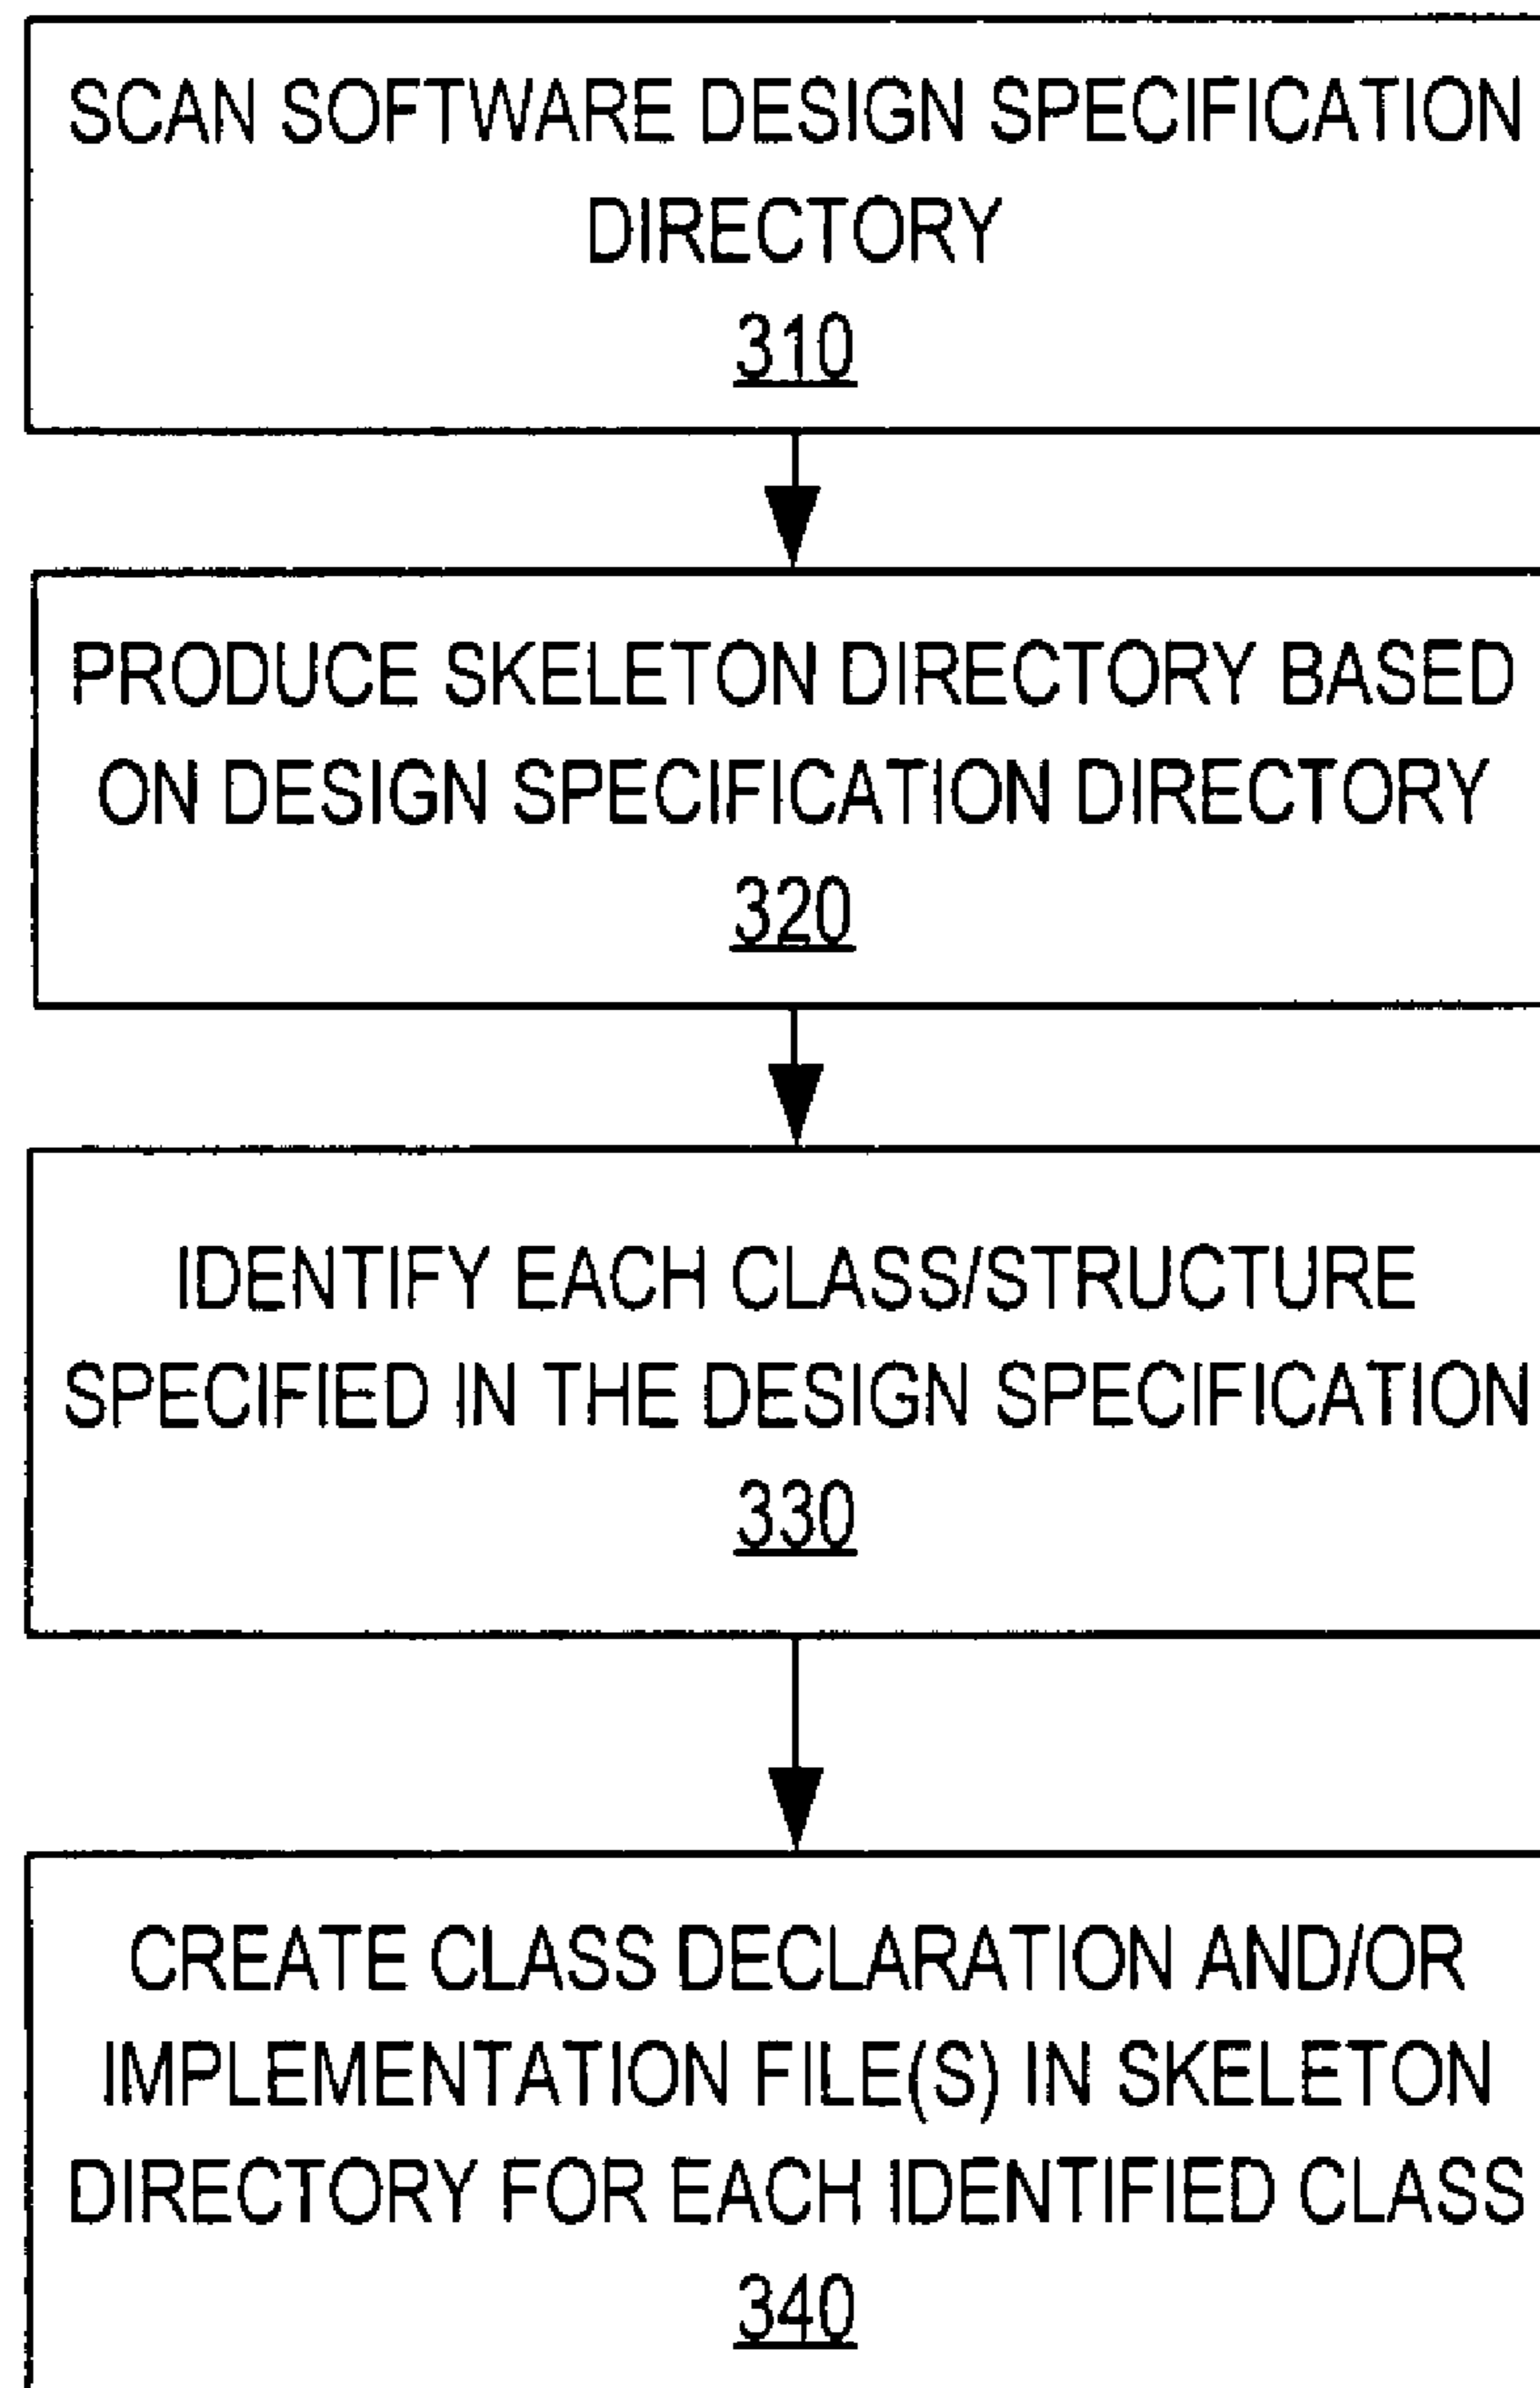 SCAN SOFTWARE DESIGN SPECIFICATION
DIRECTORY
310
PRODUCE SKELETON DIRECTORY BASED
ON DESIGN SPECIFICATION DIRECTORY
320
IDENTIFY EACH CLASS/STRUCTURE
SPECIFIED IN THE DESIGN SPECIFICATION
330
CREATE CLASS DECLARATION AND/OR
IMPLEMENTATION FILE(S) IN SKELETON
DIRECTORY FOR EACH IDENTIFIED CLASS
340